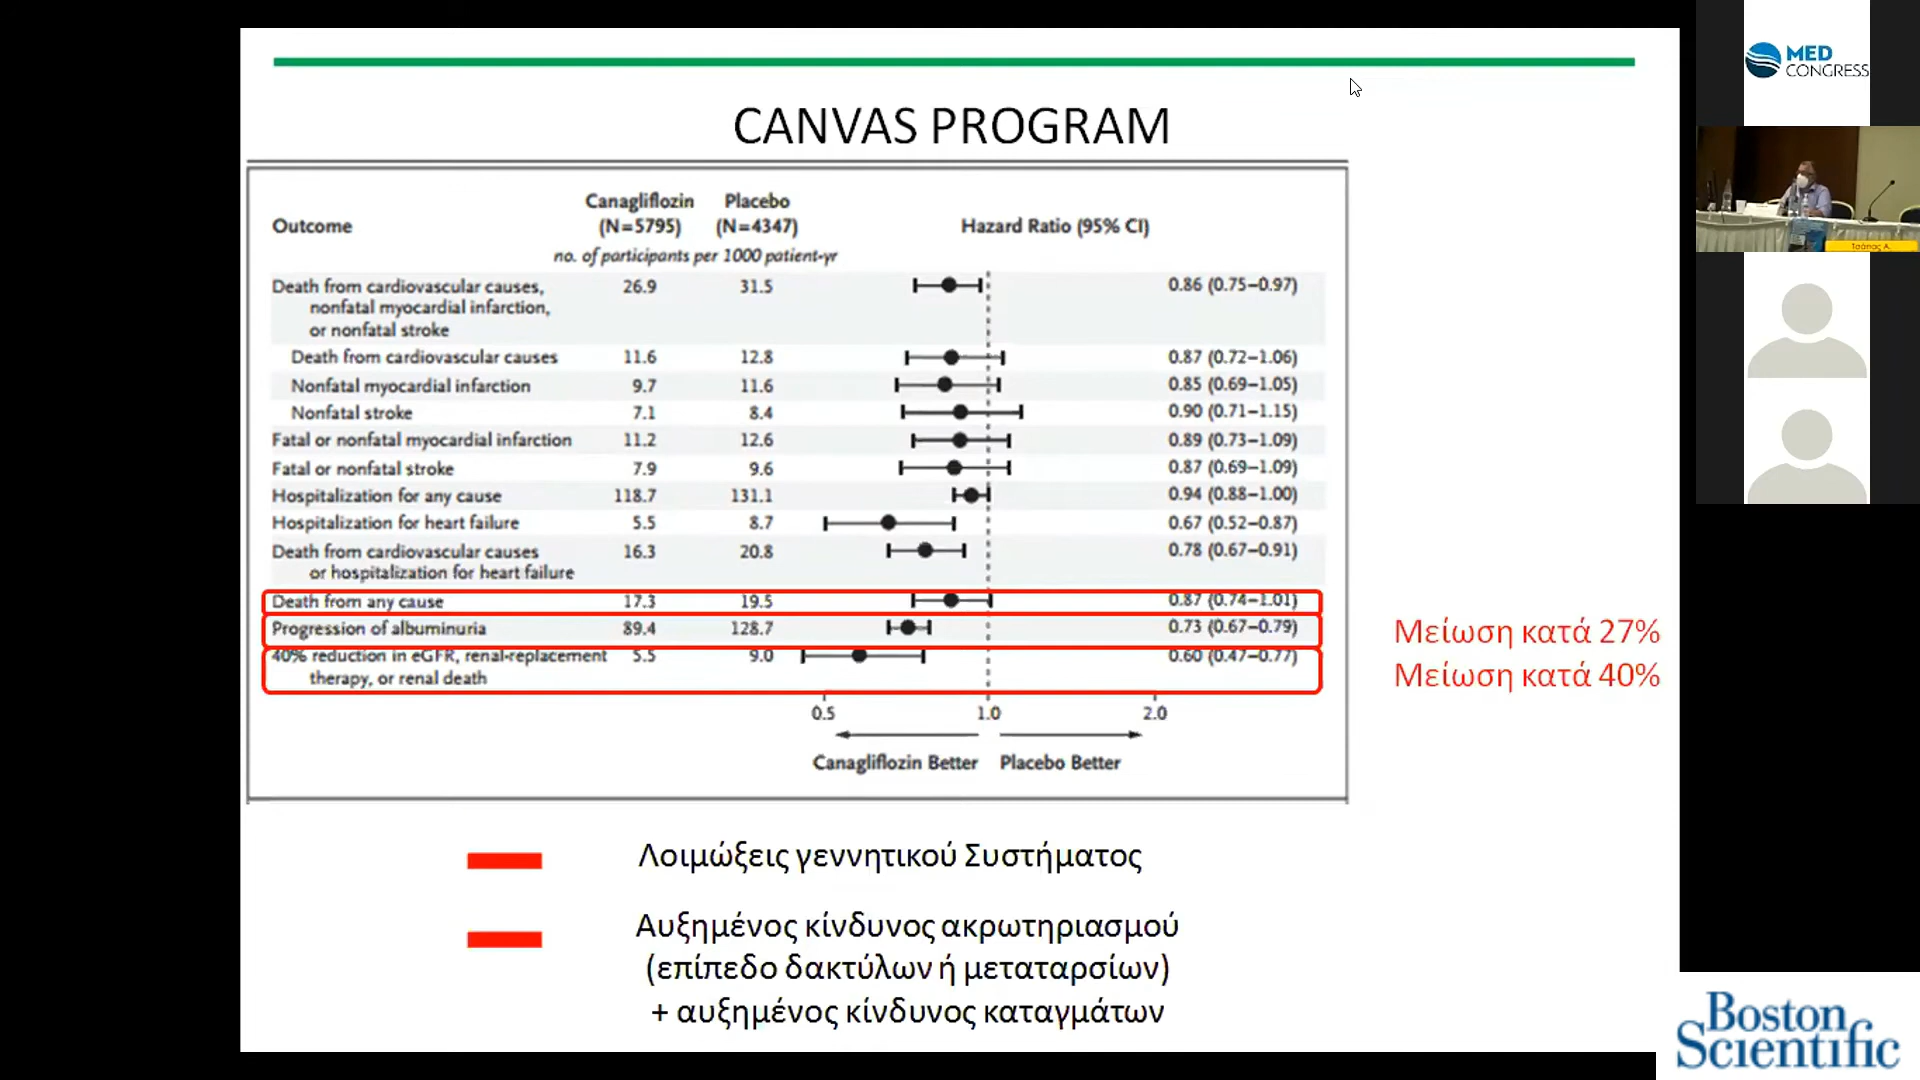 CANVAS PROGRAM
Outcome
Canagliflozin (N=5795)
Placebo (N=4347)
Hazard Ratio (95% CI)
no. of participants per 1000 patient-yr
Death from cardiovascular causes, 26.9 31.5 0.86 (0.75–0.97)
nonfatal myocardial infarction,
or nonfatal stroke
Death from cardiovascular causes 11.6 12.8 0.87 (0.72–1.06)
Nonfatal myocardial infarction 9.7 11.6 0.85 (0.69–1.05)
Nonfatal stroke 7.1 8.4 0.90 (0.71–1.15)
Fatal or nonfatal myocardial infarction 11.2 12.6 0.89 (0.73–1.09)
Fatal or nonfatal stroke 7.9 9.6 0.87 (0.69–1.09)
Hospitalization for any cause 118.7 131.1 0.94 (0.88–1.00)
Hospitalization for heart failure 5.5 8.7 0.67 (0.52–0.87)
Death from cardiovascular causes 16.3 20.8 0.78 (0.67–0.91)
or hospitalization for heart failure
Death from any cause 17.3 19.5 0.87 (0.74–1.01)
Progression of albuminuria 89.4 128.7 0.73 (0.67–0.79)
40% reduction in eGFR, renal-replacement 5.5 9.0 0.60 (0.47–0.77)
therapy, or renal death
0.5 1.0 2.0
Canagliflozin Better Placebo Better
Μείωση κατά 27%
Μείωση κατά 40%
Λοιμώξεις γεννητικού Συστήματος
Αυξημένος κίνδυνος ακρωτηριασμού
(επίπεδο δακτύλων ή μεταταρσίων)
+ αυξημένος κίνδυνος καταγμάτων
MED
CONGRESS
Τσάπας Α.
Boston
Scientific